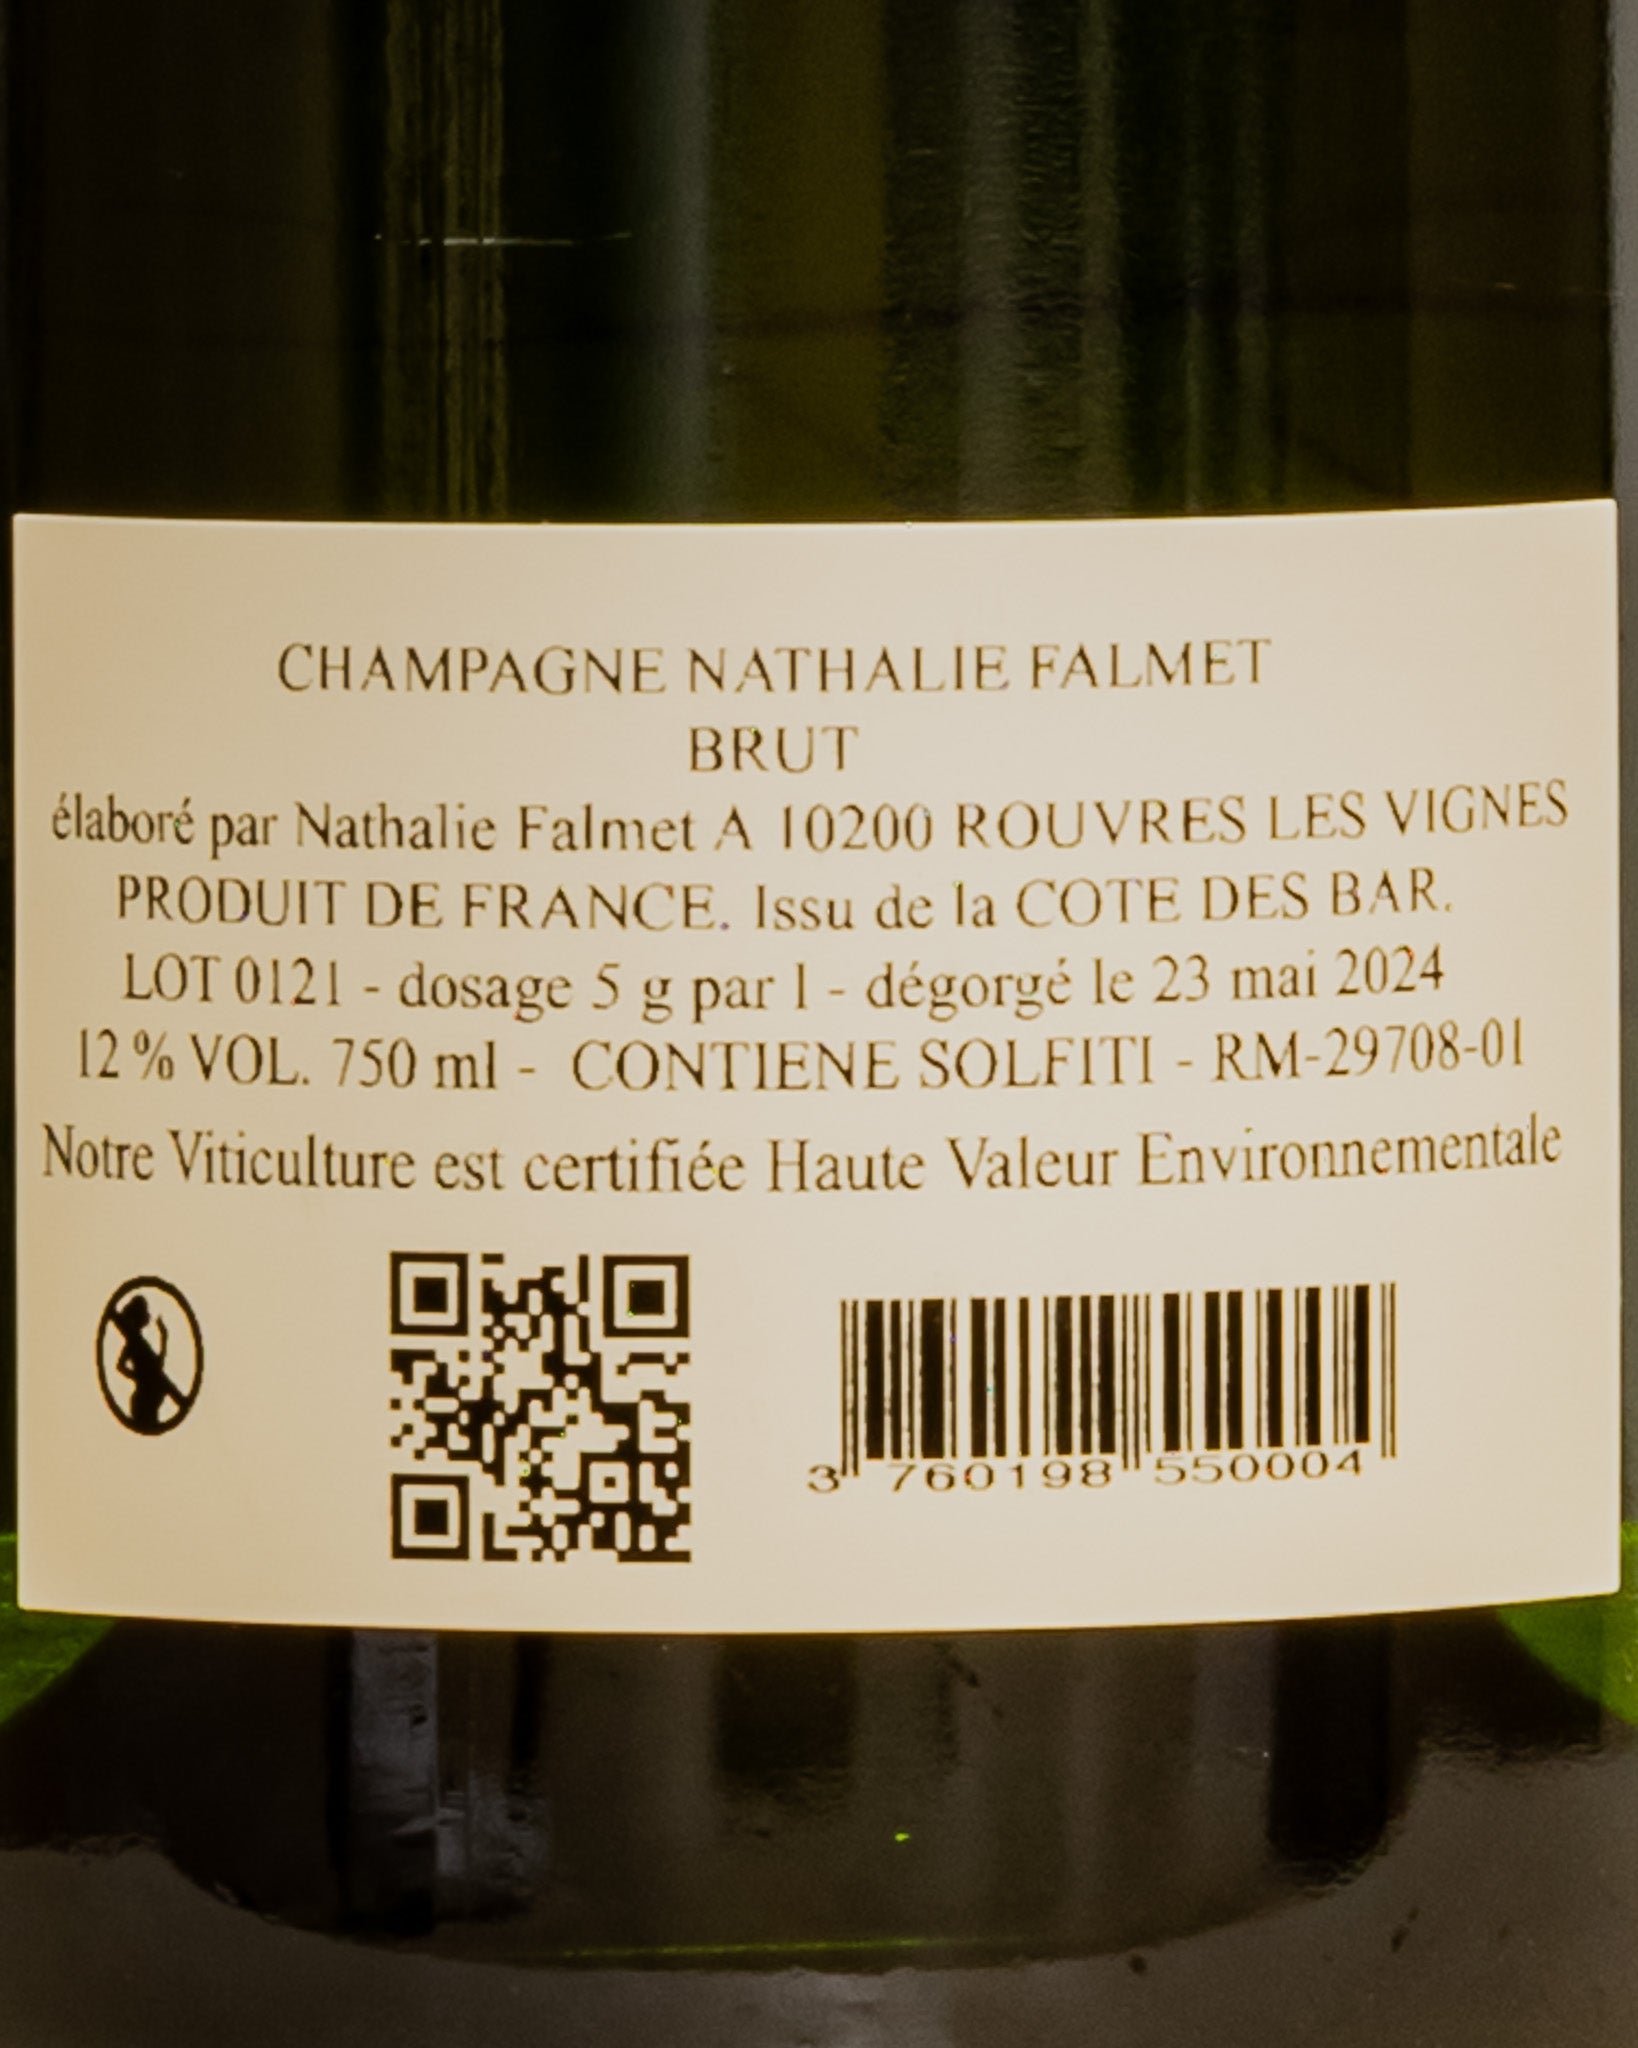 CHAMPAGNE NATHALIE FALMET
BRUT
élaboré par Nathalie Falmet A 10200 ROUVRES LES VIGNES
PRODUIT DE FRANCE. Issu de la COTE DES BAR.
LOT 0121 - dosage 5 g par l - dégorgé le 23 mai 2024
12 % VOL. 750 ml - CONTIENE SOLFITI - RM-29708-01
Notre Viticulture est certifiée Haute Valeur Environnementale
3 760198 550004